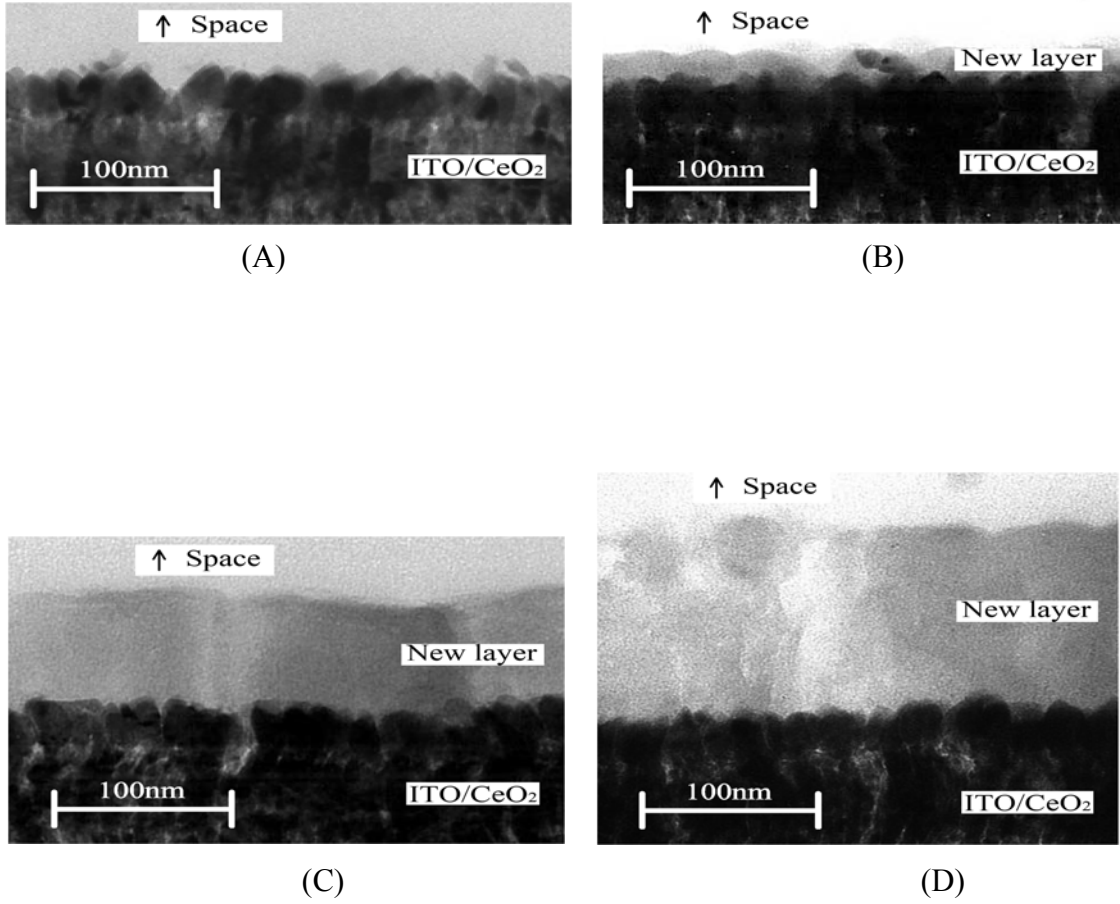 ↑ Space
100nm
ITO/CeO₂
(A)
↑ Space
New layer
100nm
ITO/CeO₂
(B)
↑ Space
New layer
100nm
ITO/CeO₂
(C)
↑ Space
New layer
100nm
ITO/CeO₂
(D)